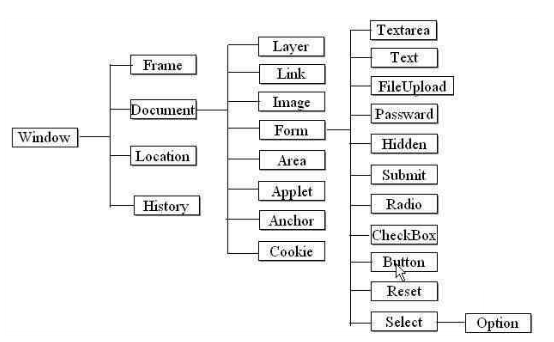 Window
Frame
Document
Location
History
Layer
Link
Image
Form
Area
Applet
Anchor
Cookie
Textarea
Text
FileUpload
Passward
Hidden
Submit
Radio
CheckBox
Button
Reset
Select
Option